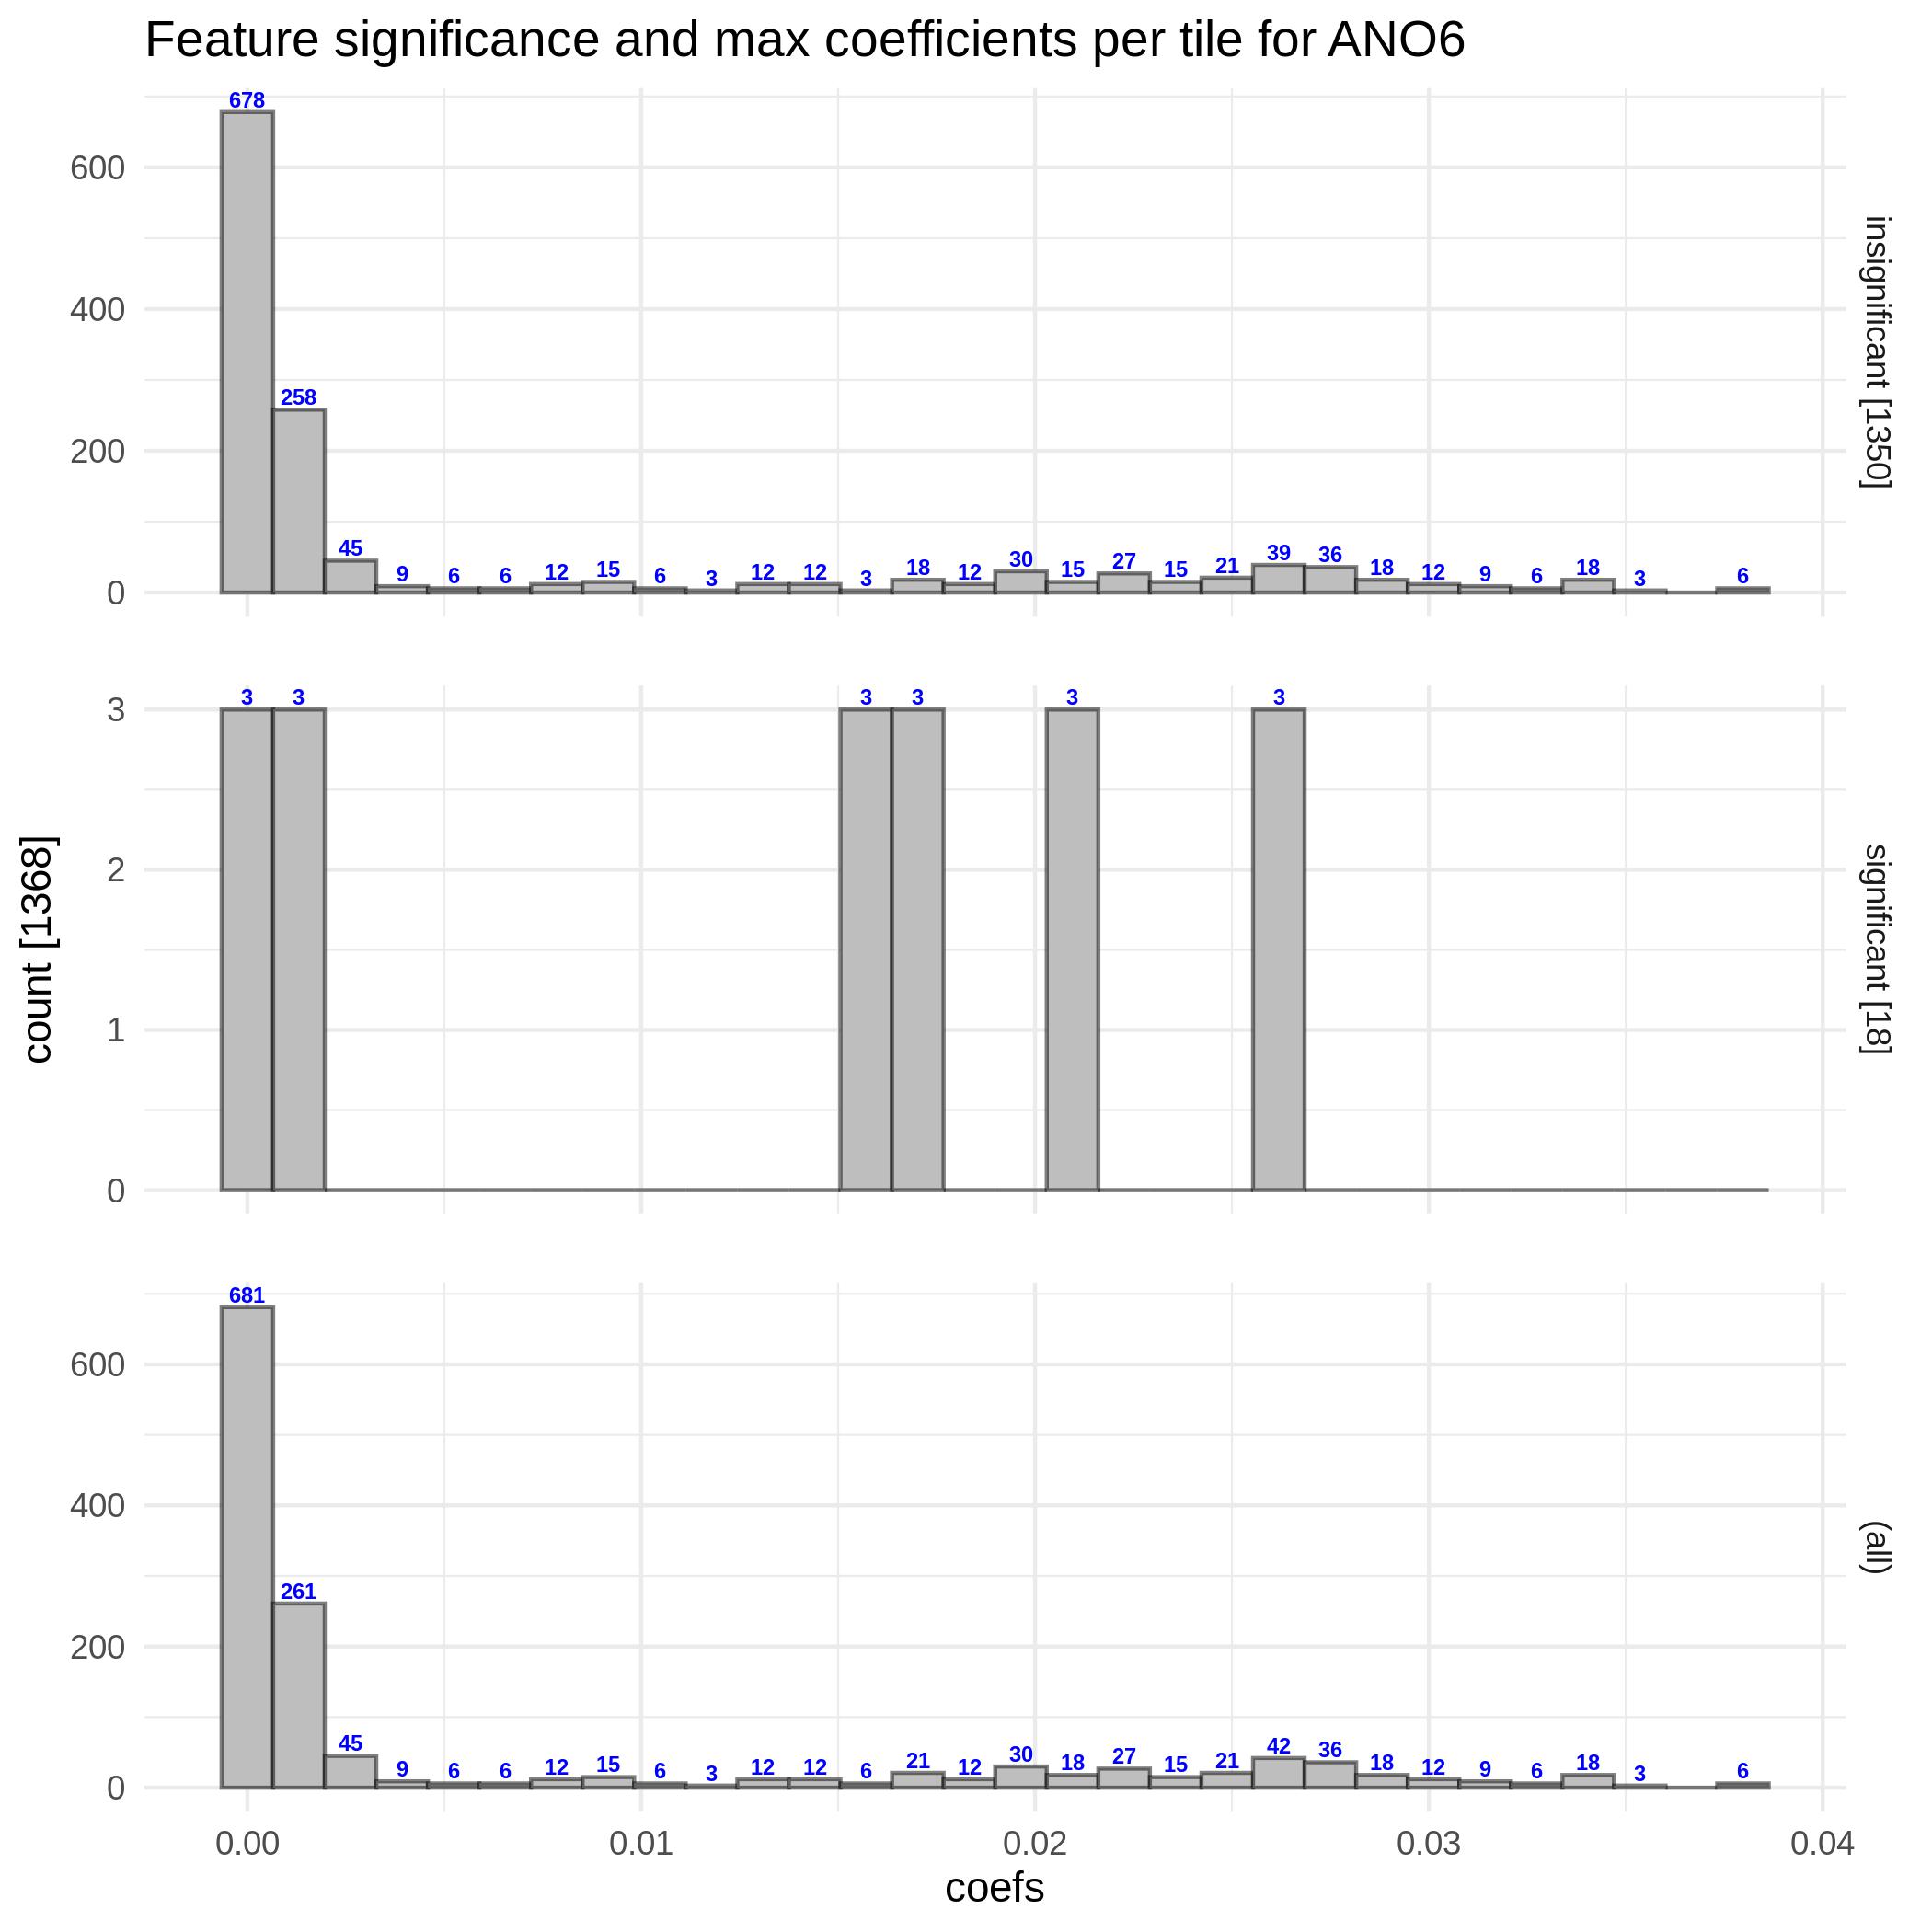 Feature significance and max coefficients per tile for ANO6
678
258
45 9 6 6 12 15 6 3 12 12 3 18 12 30 15 27 15 21 39 36 18 12 9 6 18 3 6
600
400
200
0
insignificant [1350]
3 3 3 3 3 3
3
2
1
0
significant [18]
count [1368]
681
261
45 9 6 6 12 15 6 3 12 12 6 21 12 30 18 27 15 21 42 36 18 12 9 6 18 3 6
600
400
200
0
(all)
0.00 0.01 0.02 0.03 0.04
coefs